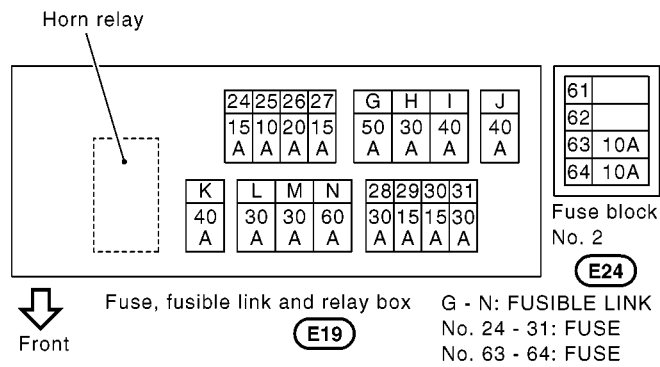 Horn relay
24 25 26 27 G H I J
15 10 20 15 50 30 40 40
A A A A A A A A
K L M N 28 29 30 31
40 30 30 60 30 15 15 30
A A A A A A A A
61
62
63 10A
64 10A
Fuse block
No. 2
E24
Front
Fuse, fusible link and relay box
E19
G - N: FUSIBLE LINK
No. 24 - 31: FUSE
No. 63 - 64: FUSE